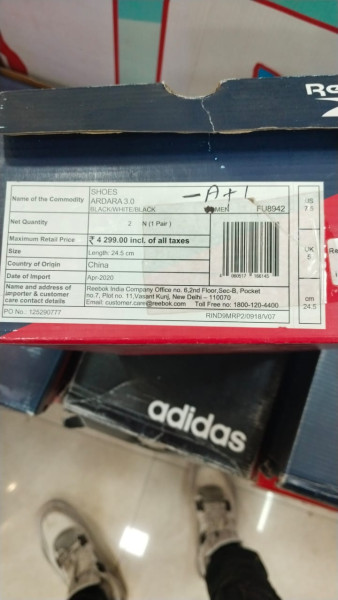 Re
SHOES
Name of the Commodity ARDARA 3.0
BLACK/WHITE/BLACK
-A+1
WOMEN FU8942
Net Quantity 2 N (1 Pair)
Maximum Retail Price ₹ 4 299.00 incl. of all taxes
Size Length: 24.5 cm
Country of Origin China
Date of Import Apr-2020
Name and address of importer & customer care contact details
Reebok India Company Office no. 6,2nd Floor,Sec-B, Pocket
no.7, Plot no. 11,Vasant Kunj, New Delhi – 110070
Email: customer.care@reebok.com Toll Free no: 1800-120-4400
PO No.: 125290777
RIND9MRP2/0918/V07
US
7.5
UK
6
cm
24.5
adidas